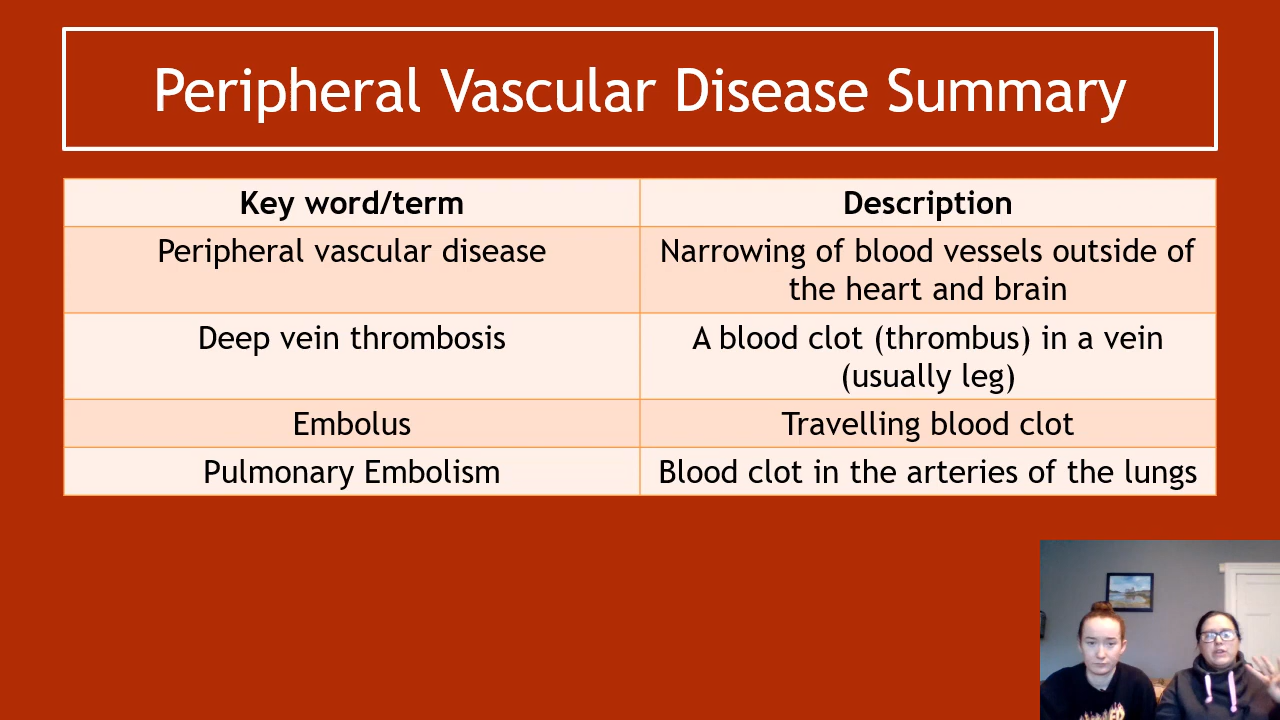 Peripheral Vascular Disease Summary
Key word/term
Description
Peripheral vascular disease
Narrowing of blood vessels outside of
the heart and brain
Deep vein thrombosis
A blood clot (thrombus) in a vein
(usually leg)
Embolus
Travelling blood clot
Pulmonary Embolism
Blood clot in the arteries of the lungs